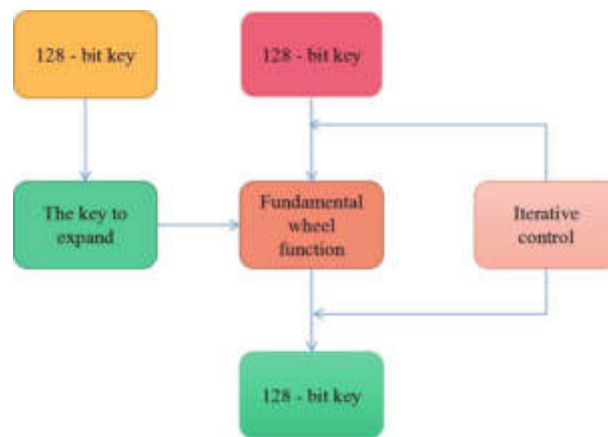 128 - bit key
128 - bit key
The key to
expand
Fundamental
wheel
function
Iterative
control
128 - bit key